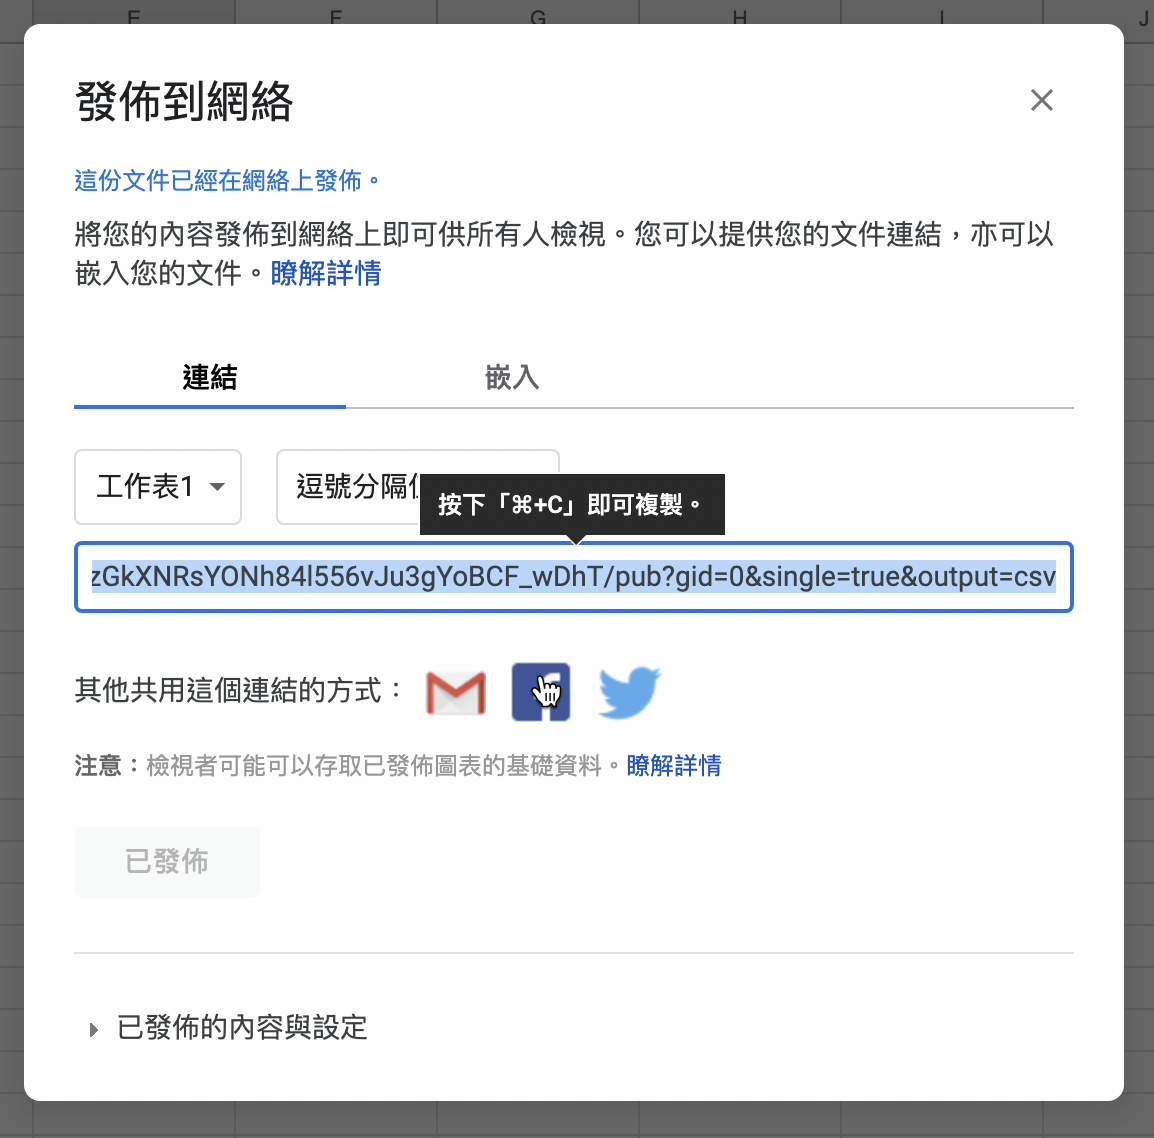 E F G H I J
發佈到網絡
這份文件已經在網絡上發佈。
將您的內容發佈到網絡上即可供所有人檢視。您可以提供您的文件連結，亦可以
嵌入您的文件。瞭解詳情
連結 嵌入
工作表1 逗號分隔
按下「⌘+C」即可複製。
zGkXNRsYONh84l556vJu3gYoBCF_wDhT/pub?gid=0&single=true&output=csv
其他共用這個連結的方式：
注意：檢視者可能可以存取已發佈圖表的基礎資料。瞭解詳情
已發佈
已發佈的內容與設定